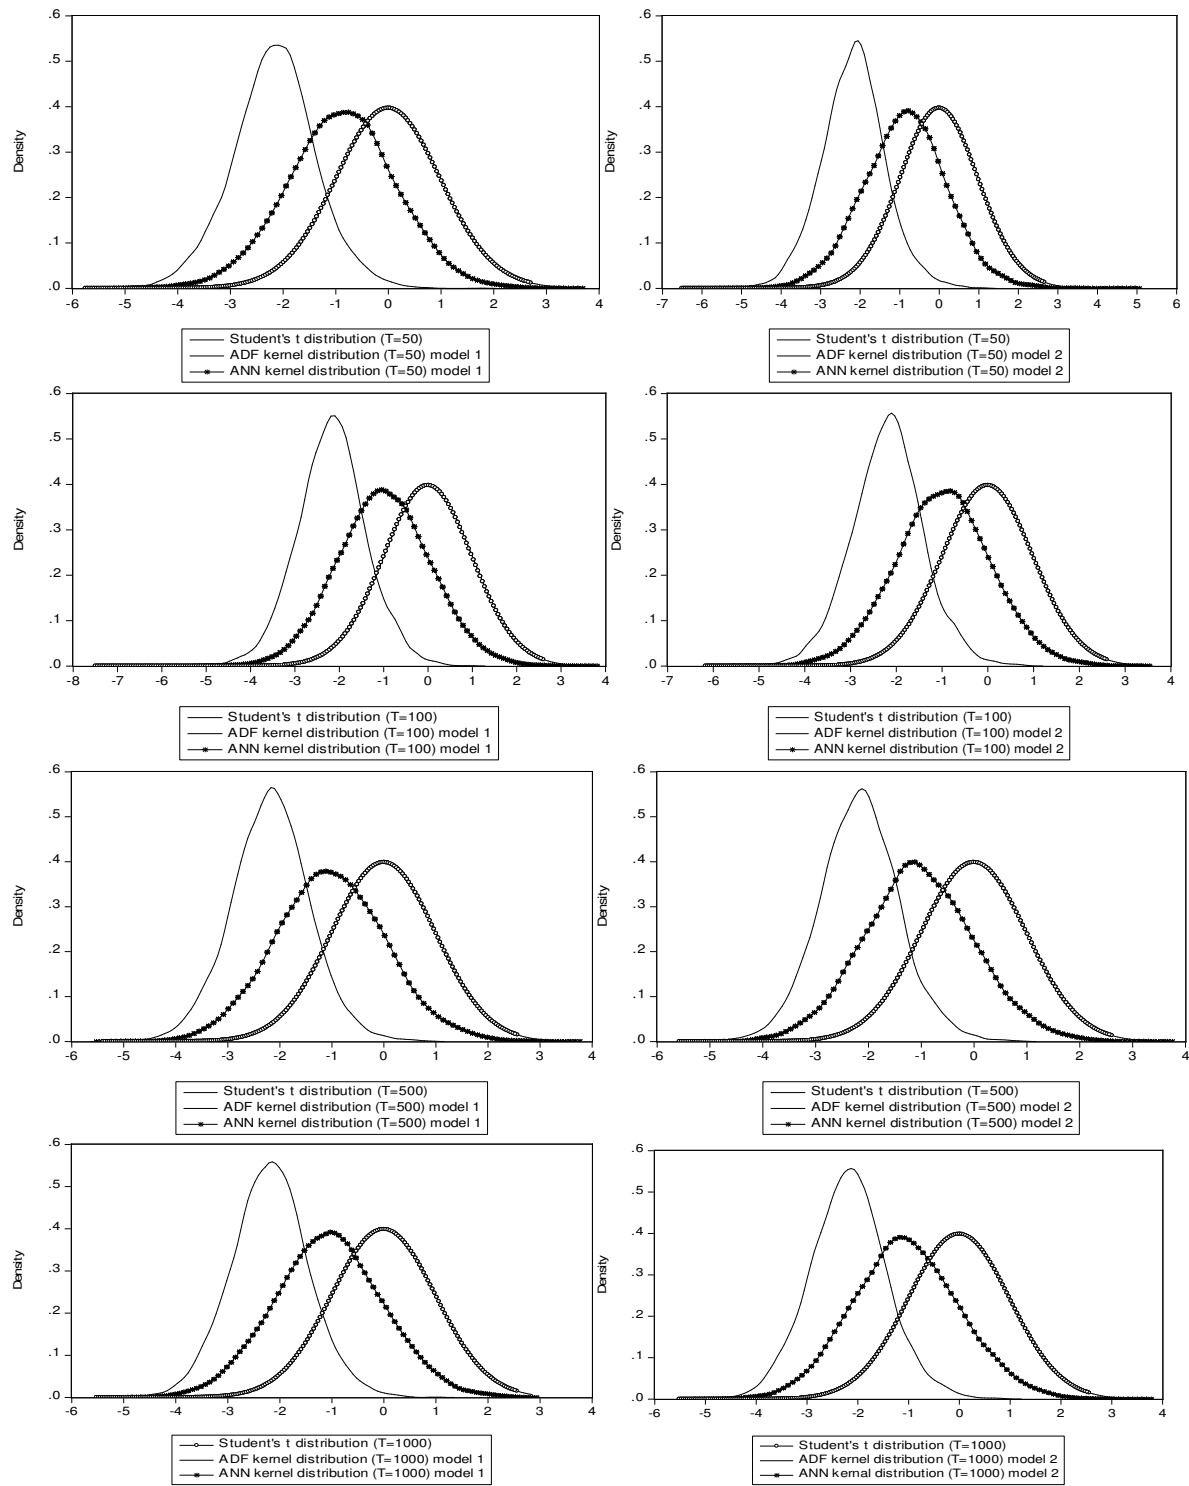 .6
.5
.4
.3
.2
.1
.0
Density
-6 -5 -4 -3 -2 -1 0 1 2 3 4
Student's t distribution (T=50)
ADF kernel distribution (T=50) model 1
ANN kernel distribution (T=50) model 1
.6
.5
.4
.3
.2
.1
.0
-7 -6 -5 -4 -3 -2 -1 0 1 2 3 4 5 6
Student's t distribution (T=50)
ADF kernel distribution (T=50) model 2
ANN kernel distribution (T=50) model 2
.6
.5
.4
.3
.2
.1
.0
Density
-8 -7 -6 -5 -4 -3 -2 -1 0 1 2 3 4
Student's t distribution (T=100)
ADF kernel distribution (T=100) model 1
ANN kernel distribution (T=100) model 1
.6
.5
.4
.3
.2
.1
.0
Density
-7 -6 -5 -4 -3 -2 -1 0 1 2 3 4
Student's t distribution (T=100)
ADF kernel distribution (T=100) model 2
ANN kernel distribution (T=100) model 2
.6
.5
.4
.3
.2
.1
.0
Density
-6 -5 -4 -3 -2 -1 0 1 2 3 4
Student's t distribution (T=500)
ADF kernel distribution (T=500) model 1
ANN kernel distribution (T=500) model 1
.6
.5
.4
.3
.2
.1
.0
Density
-6 -5 -4 -3 -2 -1 0 1 2 3 4
Student's t distribution (T=500)
ADF kernel distribution (T=500) model 2
ANN kernel distribution (T=500) model 2
.6
.5
.4
.3
.2
.1
.0
Density
-6 -5 -4 -3 -2 -1 0 1 2 3 4
Student's t distribution (T=1000)
ADF kernel distribution (T=1000) model 1
ANN kernel distribution (T=1000) model 1
.6
.5
.4
.3
.2
.1
.0
Density
-6 -5 -4 -3 -2 -1 0 1 2 3 4
Student's t distribution (T=1000)
ADF kernel distribution (T=1000) model 2
ANN kernal distribution (T=1000) model 2